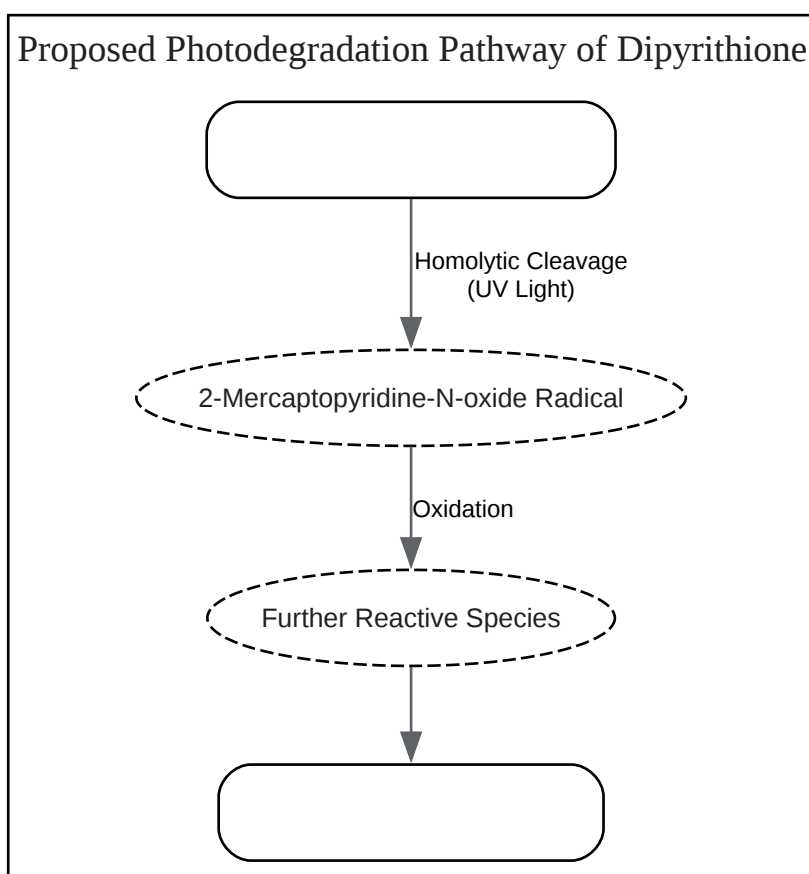 Proposed Photodegradation Pathway of Dipyrithione
Homolytic Cleavage
(UV Light)
2-Mercaptopyridine-N-oxide Radical
Oxidation
Further Reactive Species